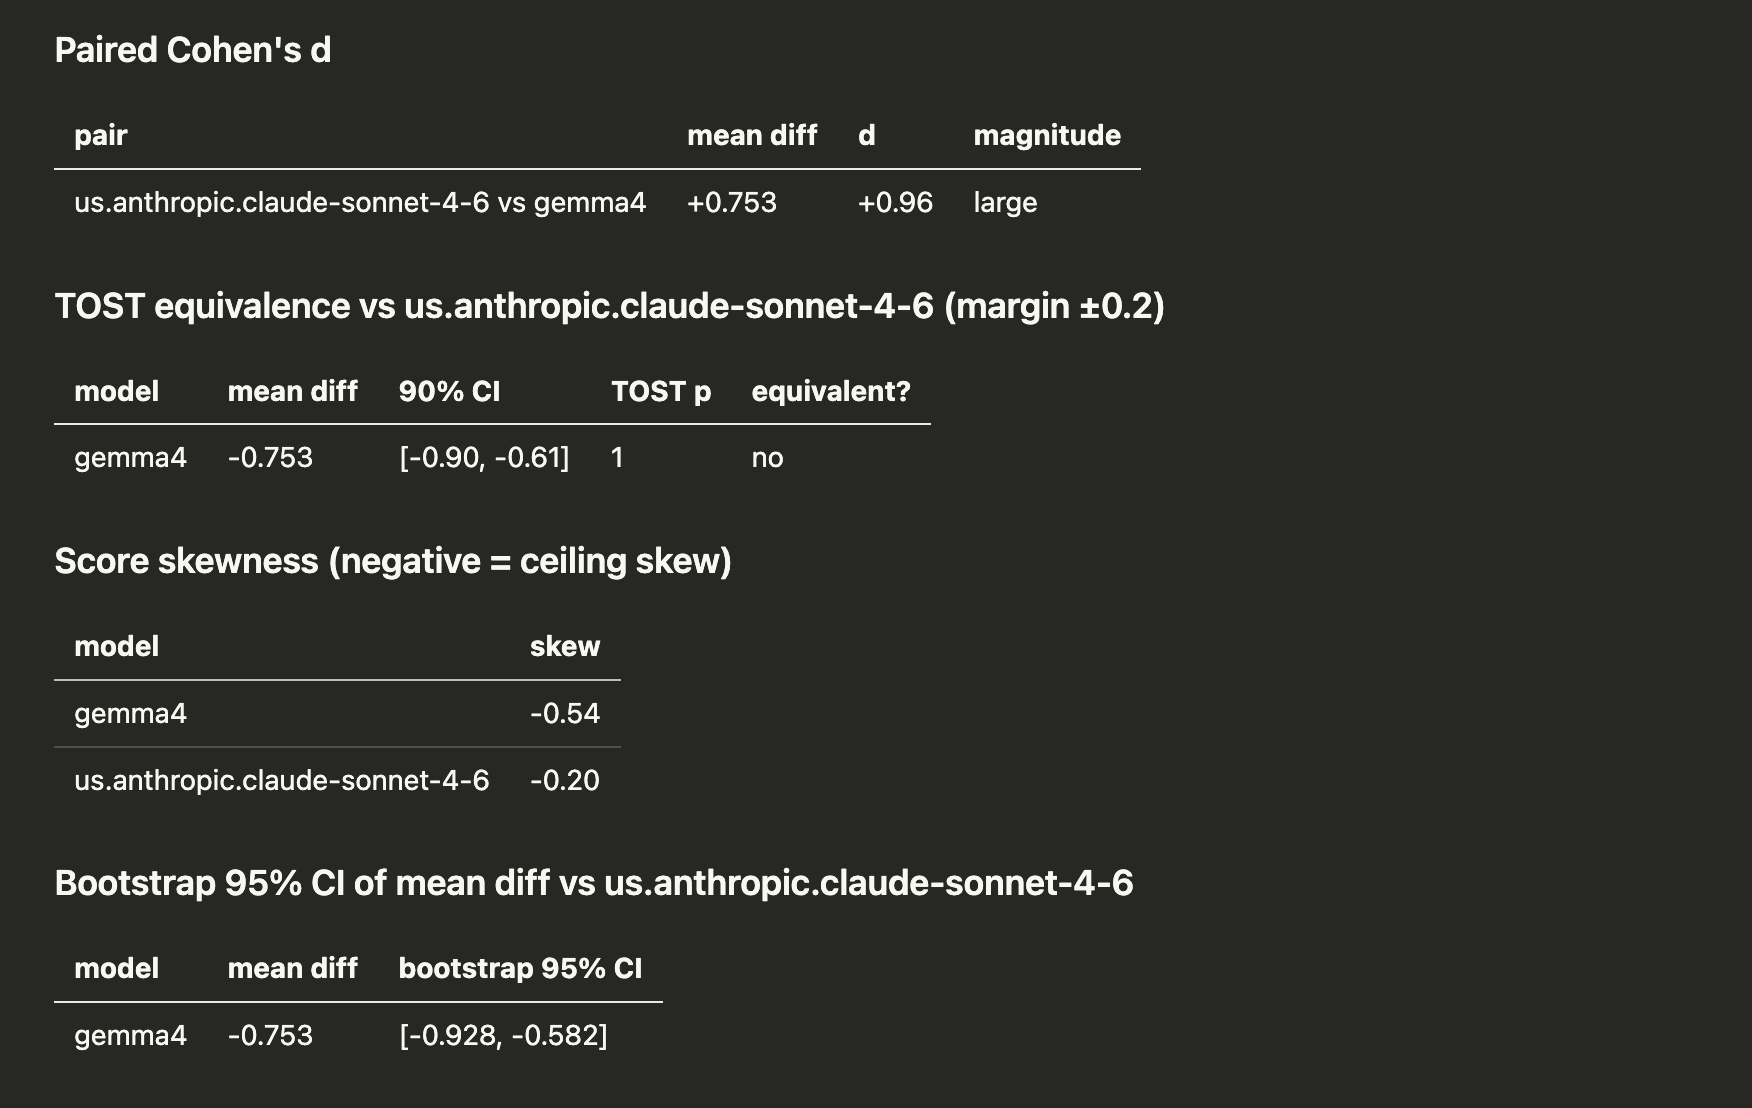 Paired Cohen's d
pair mean diff d magnitude
us.anthropic.claude-sonnet-4-6 vs gemma4 +0.753 +0.96 large
TOST equivalence vs us.anthropic.claude-sonnet-4-6 (margin ±0.2)
model mean diff 90% CI TOST p equivalent?
gemma4 -0.753 [-0.90, -0.61] 1 no
Score skewness (negative = ceiling skew)
model skew
gemma4 -0.54
us.anthropic.claude-sonnet-4-6 -0.20
Bootstrap 95% CI of mean diff vs us.anthropic.claude-sonnet-4-6
model mean diff bootstrap 95% CI
gemma4 -0.753 [-0.928, -0.582]